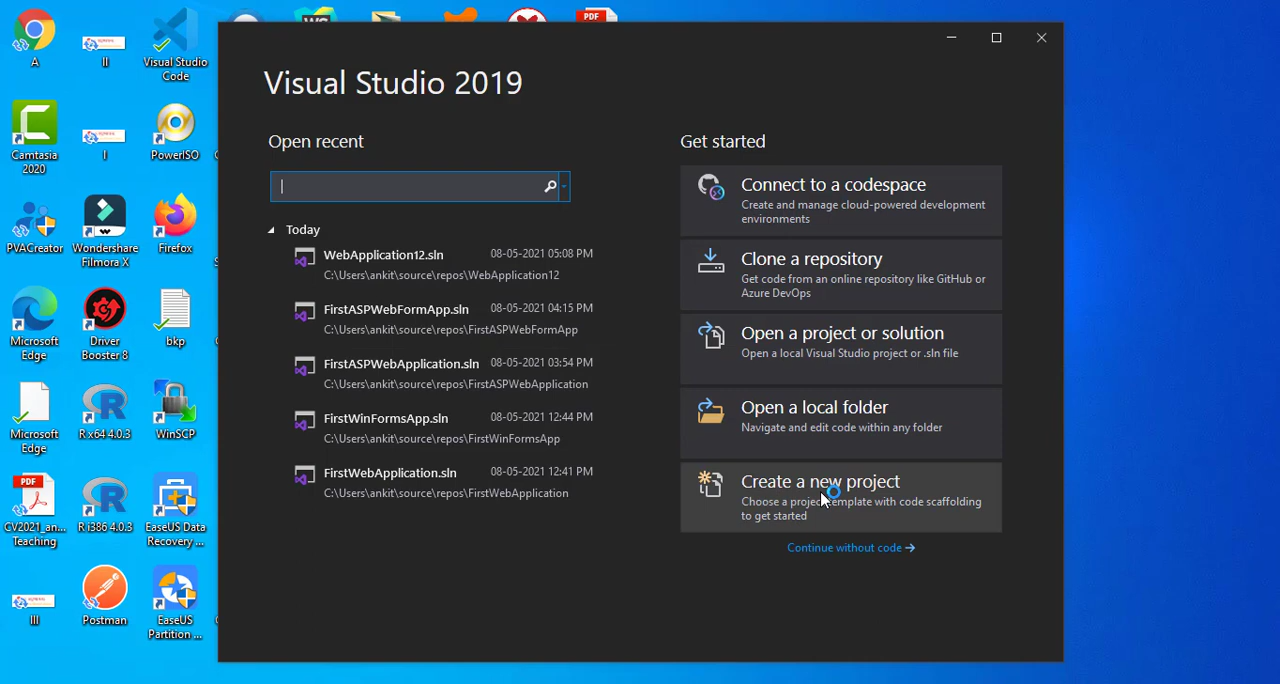 A
II
Visual Studio
Code
Camtasia
2020
I
PowerISO
PVACreator
Wondershare
Filmora X
Firefox
Microsoft
Edge
Driver
Booster 8
bkp
Microsoft
Edge
R x64 4.0.3
WinSCP
PDF
CV2021_an...
Teaching
R i386 4.0.3
EaseUS Data
Recovery ...
III
Postman
EaseUS
Partition ...
PDF
Visual Studio 2019
Open recent
Today
WebApplication12.sln 08-05-2021 05:08 PM
C:\Users\ankit\source\repos\WebApplication12
FirstASPWebFormApp.sln 08-05-2021 04:15 PM
C:\Users\ankit\source\repos\FirstASPWebFormApp
FirstASPWebApplication.sln 08-05-2021 03:54 PM
C:\Users\ankit\source\repos\FirstASPWebApplication
FirstWinFormsApp.sln 08-05-2021 12:44 PM
C:\Users\ankit\source\repos\FirstWinFormsApp
FirstWebApplication.sln 08-05-2021 12:41 PM
C:\Users\ankit\source\repos\FirstWebApplication
Get started
Connect to a codespace
Create and manage cloud-powered development
environments
Clone a repository
Get code from an online repository like GitHub or
Azure DevOps
Open a project or solution
Open a local Visual Studio project or .sln file
Open a local folder
Navigate and edit code within any folder
Create a new project
Choose a project template with code scaffolding
to get started
Continue without code →